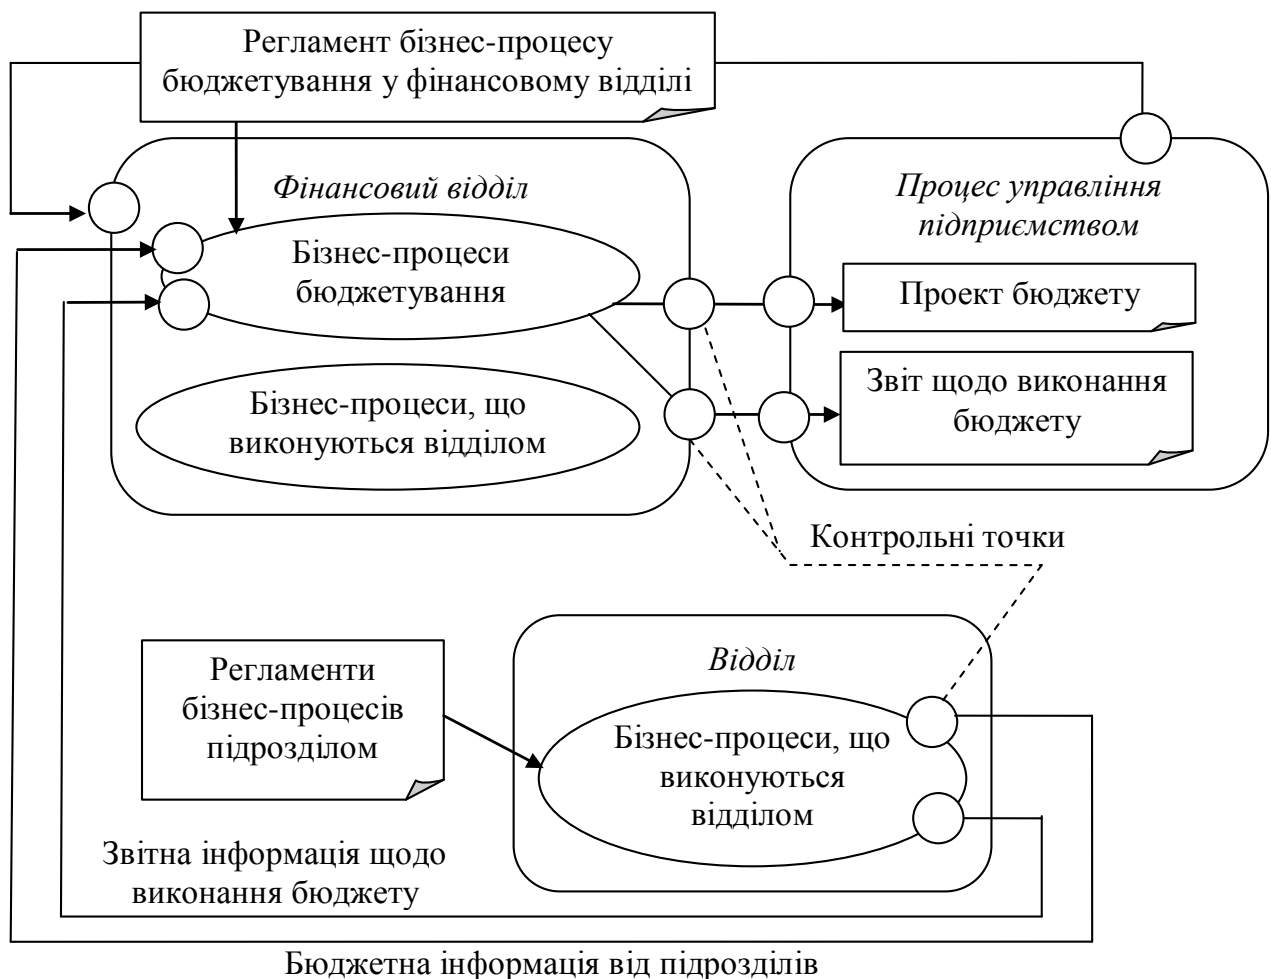 Регламент бізнес-процесу
бюджетування у фінансовому відділі
Фінансовий відділ
Бізнес-процеси
бюджетування
Бізнес-процеси, що
виконуються відділом
Процес управління
підприємством
Проект бюджету
Звіт щодо виконання
бюджету
Контрольні точки
Регламенти
бізнес-процесів
підрозділом
Відділ
Бізнес-процеси, що
виконуються
відділом
Звітна інформація щодо
виконання бюджету
Бюджетна інформація від підрозділів